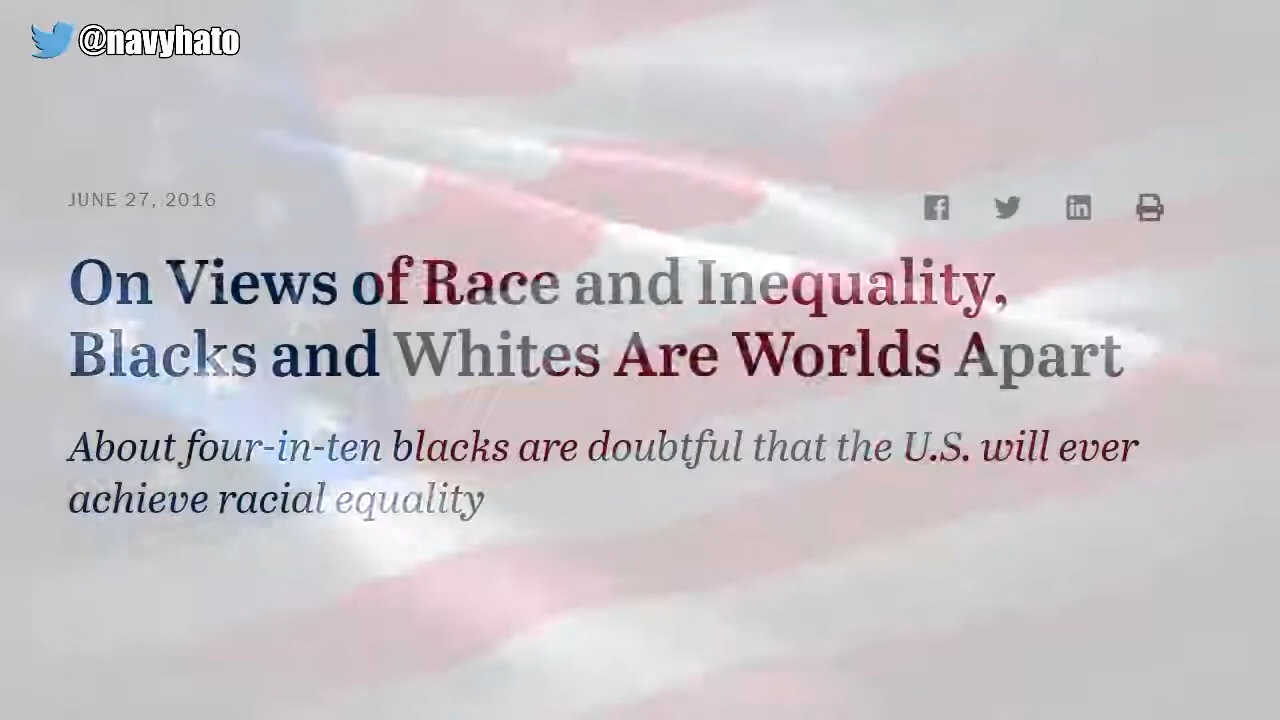 @navyhato
JUNE 27, 2016
On Views of Race and Inequality,
Blacks and Whites Are Worlds Apart
About four-in-ten blacks are doubtful that the U.S. will ever
achieve racial equality